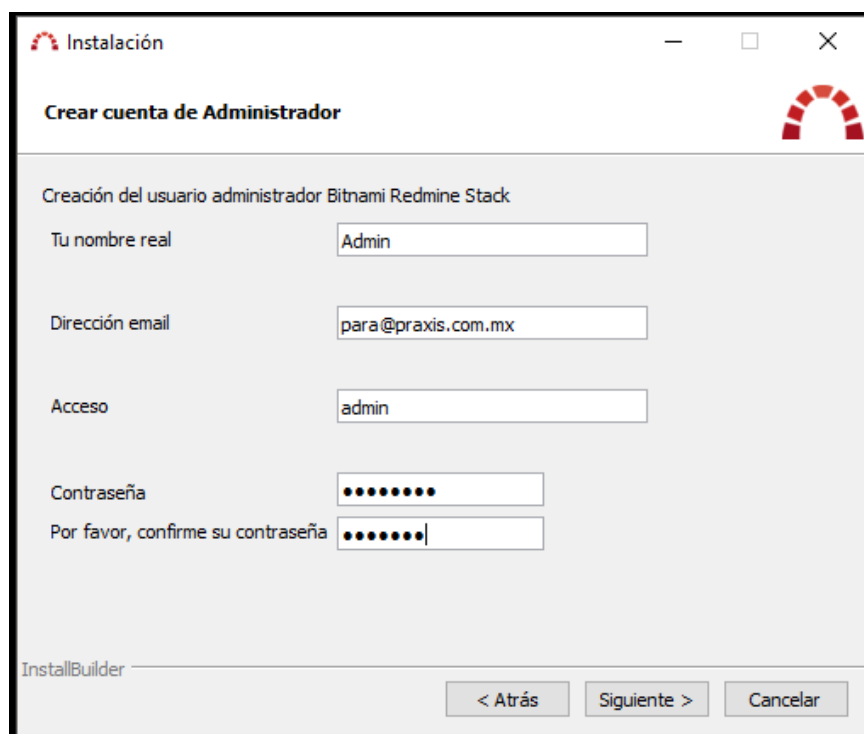 Instalación
Crear cuenta de Administrador
Creación del usuario administrador Bitnami Redmine Stack
Tu nombre real Admin
Dirección email para@praxis.com.mx
Acceso admin
Contraseña ••••••••
Por favor, confirme su contraseña •••••••
InstallBuilder
< Atrás Siguiente > Cancelar